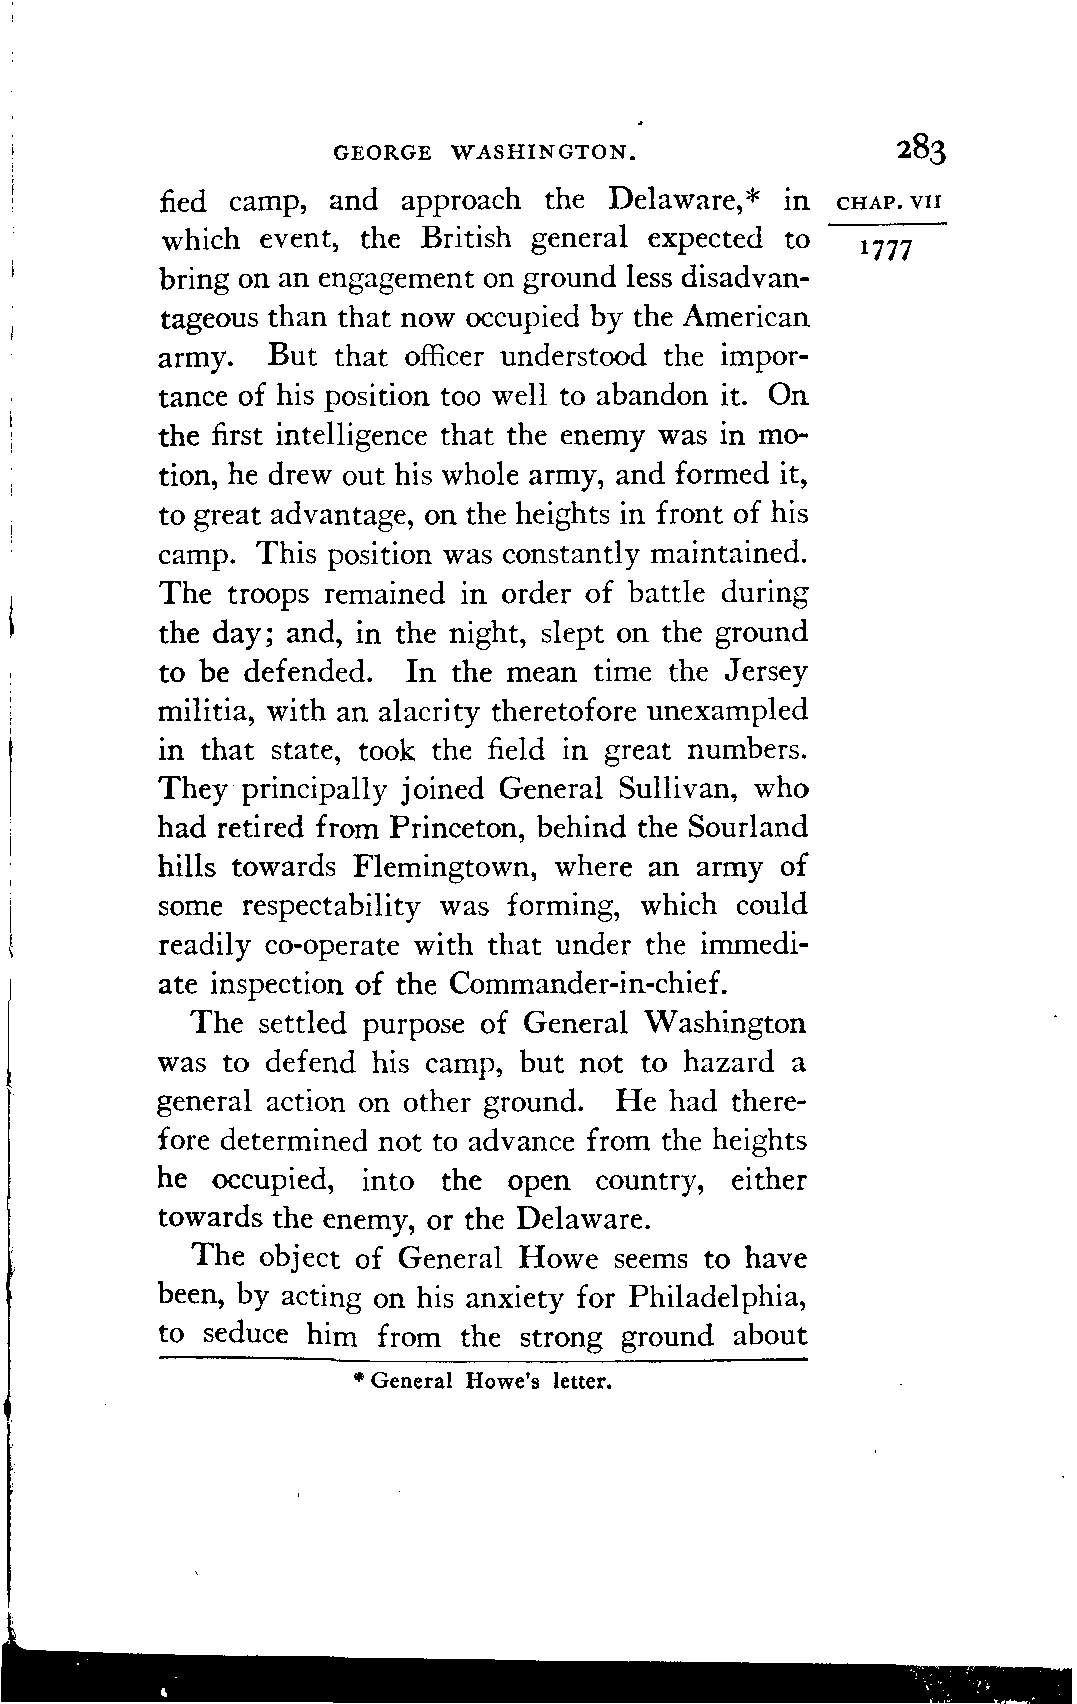 GEORGE WASHINGTON. 283
fied camp, and approach the Delaware,* in CHAP. VII
which event, the British general expected to 1777
bring on an engagement on ground less disadvan-
tageous than that now occupied by the American
army. But that officer understood the impor-
tance of his position too well to abandon it. On
the first intelligence that the enemy was in mo-
tion, he drew out his whole army, and formed it,
to great advantage, on the heights in front of his
camp. This position was constantly maintained.
The troops remained in order of battle during
the day; and, in the night, slept on the ground
to be defended. In the mean time the Jersey
militia, with an alacrity theretofore unexampled
in that state, took the field in great numbers.
They principally joined General Sullivan, who
had retired from Princeton, behind the Sourland
hills towards Flemingtown, where an army of
some respectability was forming, which could
readily co-operate with that under the immedi-
ate inspection of the Commander-in-chief.
The settled purpose of General Washington
was to defend his camp, but not to hazard a
general action on other ground. He had there-
fore determined not to advance from the heights
he occupied, into the open country, either
towards the enemy, or the Delaware.
The object of General Howe seems to have
been, by acting on his anxiety for Philadelphia,
to seduce him from the strong ground about
* General Howe's letter.